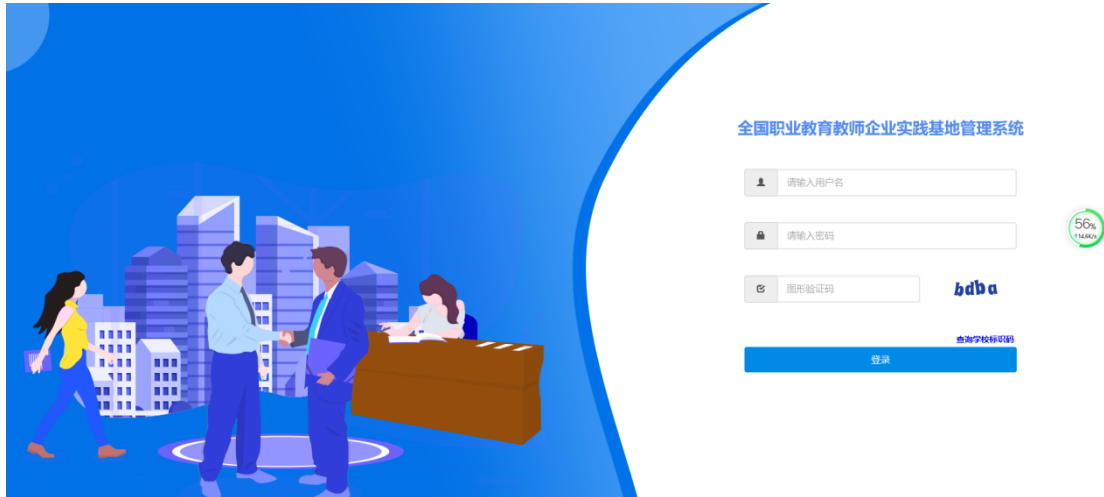 全国职业教育教师企业实践基地管理系统
请输入用户名
请输入密码
图形验证码
bdba
查询学校标识码
登录
56%
↑14.6K/s